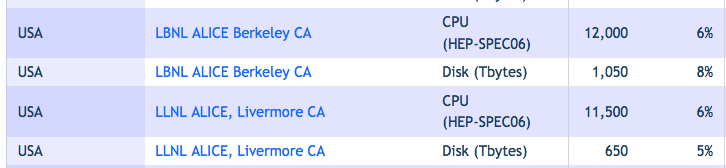 USA LBNL ALICE Berkeley CA CPU (HEP-SPEC06) 12,000 6%
USA LBNL ALICE Berkeley CA Disk (Tbytes) 1,050 8%
USA LLNL ALICE, Livermore CA CPU (HEP-SPEC06) 11,500 6%
USA LLNL ALICE, Livermore CA Disk (Tbytes) 650 5%